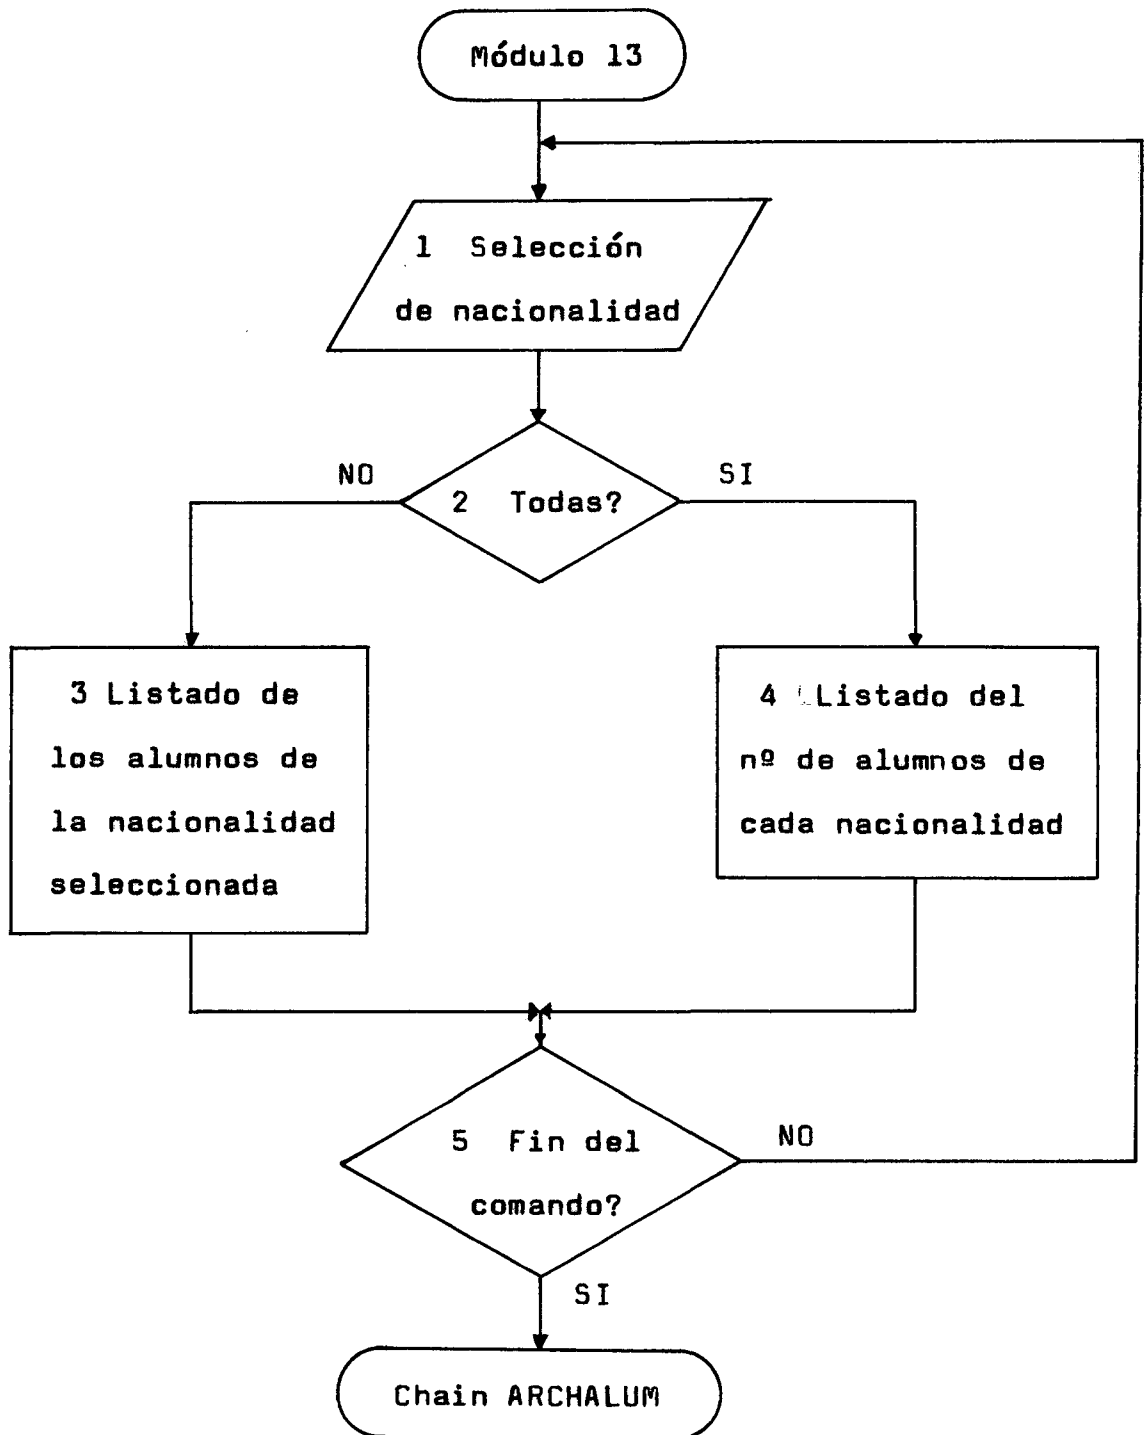 Módulo 13
1 Selección
de nacionalidad
NO
SI
2 Todas?
3 Listado de
los alumnos de
la nacionalidad
seleccionada
4 Listado del
nº de alumnos de
cada nacionalidad
5 Fin del
comando?
NO
SI
Chain ARCHALUM